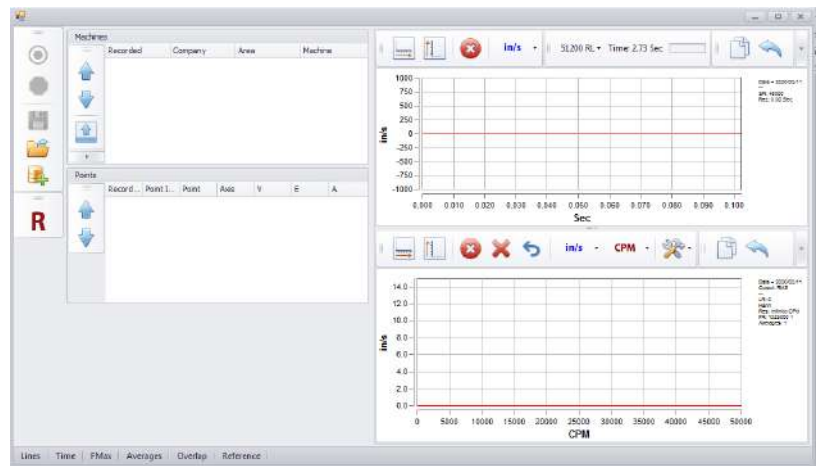 Machines
Recorded Company Area Machine
Points
Record... Point I... Point Axis V E A
R
in/s 51200 RL Time: 2.73 Sec
1000
750
500
250
0
-250
-500
-750
-1000
in/s
0.000 0.010 0.020 0.030 0.040 0.050 0.060 0.070 0.080 0.090 0.100
Sec
in/s CPM
14.0
12.0
10.0
8.0
6.0
4.0
2.0
0.0
in/s
0 5000 10000 15000 20000 25000 30000 35000 40000 45000 50000
CPM
Lines Time FMax Averages Overlap Reference